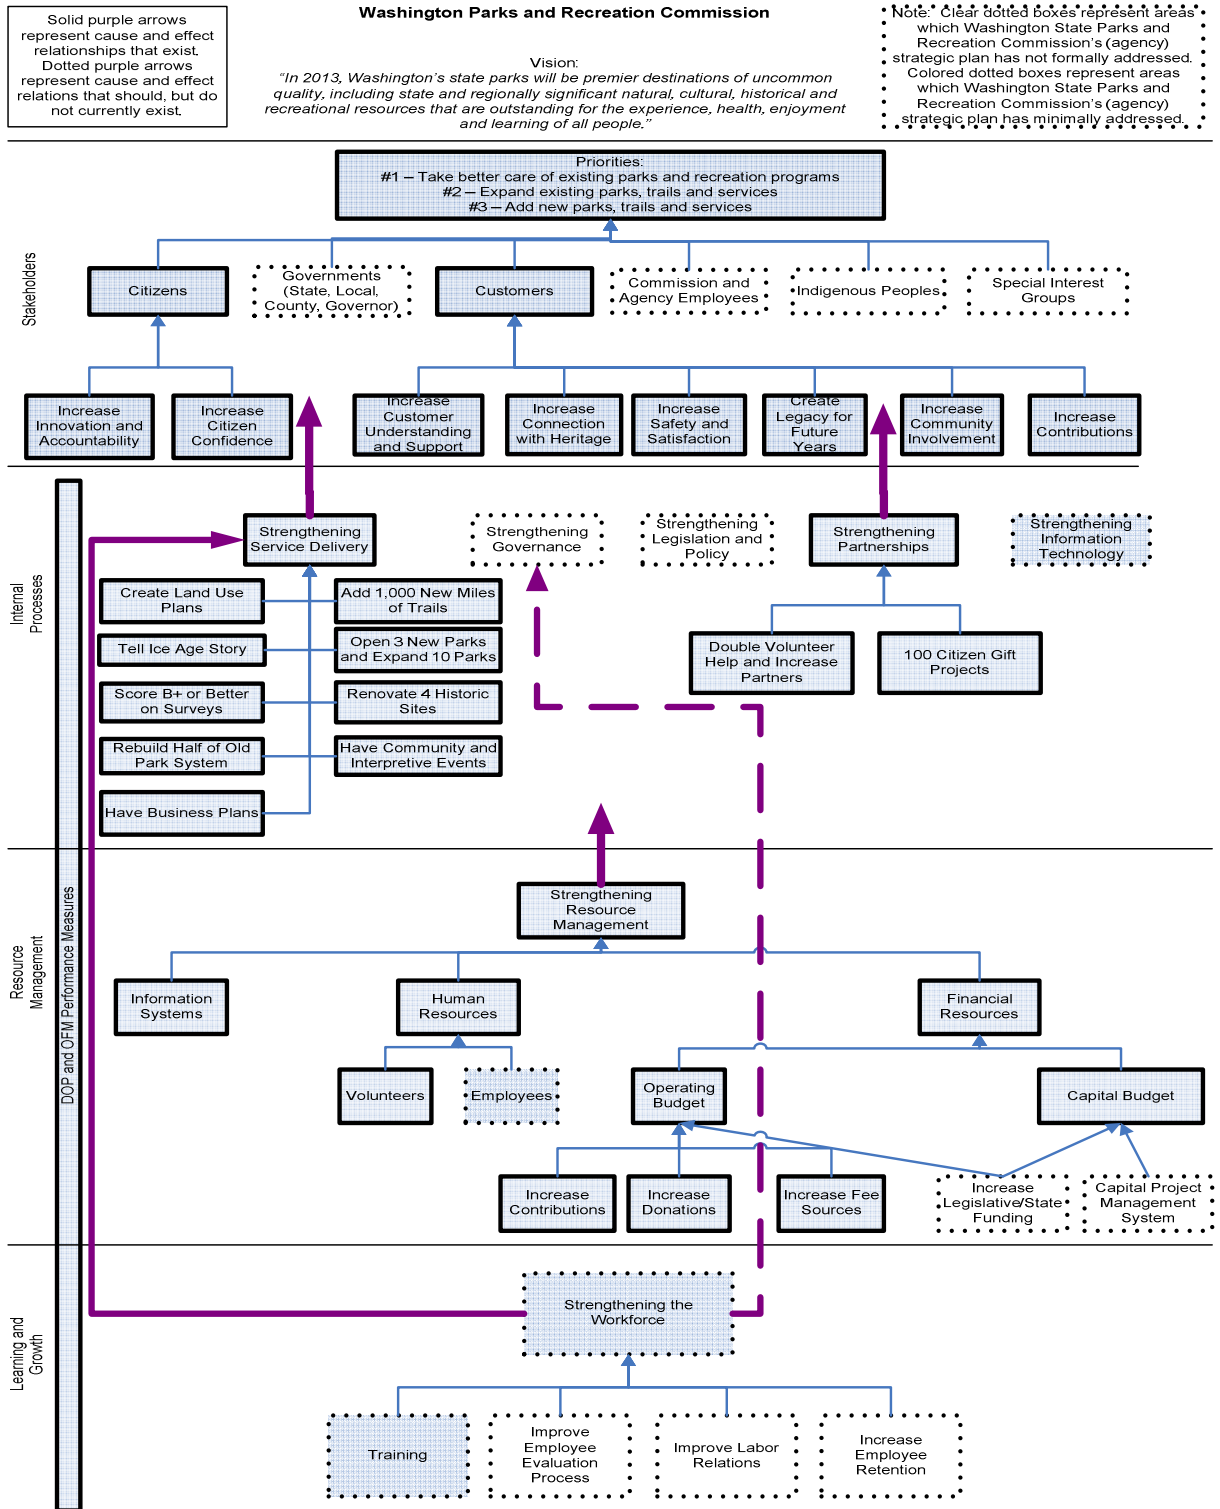 Solid purple arrows
represent cause and effect
relationships that exist.
Dotted purple arrows
represent cause and effect
relations that should, but do
not currently exist.
Washington Parks and Recreation Commission
Vision:
“In 2013, Washington’s state parks will be premier destinations of uncommon
quality, including state and regionally significant natural, cultural, historical and
recreational resources that are outstanding for the experience, health, enjoyment
and learning of all people.”
Note: Clear dotted boxes represent areas
which Washington State Parks and
Recreation Commission’s (agency)
strategic plan has not formally addressed.
Colored dotted boxes represent areas
which Washington State Parks and
Recreation Commission’s (agency)
strategic plan has minimally addressed.
Priorities:
#1 – Take better care of existing parks and recreation programs
#2 – Expand existing parks, trails and services
#3 – Add new parks, trails and services
Stakeholders
Citizens
Governments
(State, Local,
County, Governor)
Customers
Commission and
Agency Employees
Indigenous Peoples
Special Interest
Groups
Increase
Innovation and
Accountability
Increase
Citizen
Confidence
Increase
Customer
Understanding
and Support
Increase
Connection
with Heritage
Increase
Safety and
Satisfaction
Create
Legacy for
Future
Years
Increase
Community
Involvement
Increase
Contributions
Internal
Processes
DOP and OFM Performance Measures
Strengthening
Service Delivery
Strengthening
Governance
Strengthening
Legislation and
Policy
Strengthening
Partnerships
Strengthening
Information
Technology
Create Land Use
Plans
Add 1,000 New Miles
of Trails
Tell Ice Age Story
Open 3 New Parks
and Expand 10 Parks
Score B+ or Better
on Surveys
Renovate 4 Historic
Sites
Rebuild Half of Old
Park System
Have Community and
Interpretive Events
Have Business Plans
Double Volunteer
Help and Increase
Partners
100 Citizen Gift
Projects
Resource
Management
Strengthening
Resource
Management
Information
Systems
Human
Resources
Financial
Resources
Volunteers
Employees
Operating
Budget
Capital Budget
Increase
Contributions
Increase
Donations
Increase Fee
Sources
Increase
Legislative/State
Funding
Capital Project
Management
System
Learning and
Growth
Strengthening the
Workforce
Training
Improve
Employee
Evaluation
Process
Improve Labor
Relations
Increase
Employee
Retention